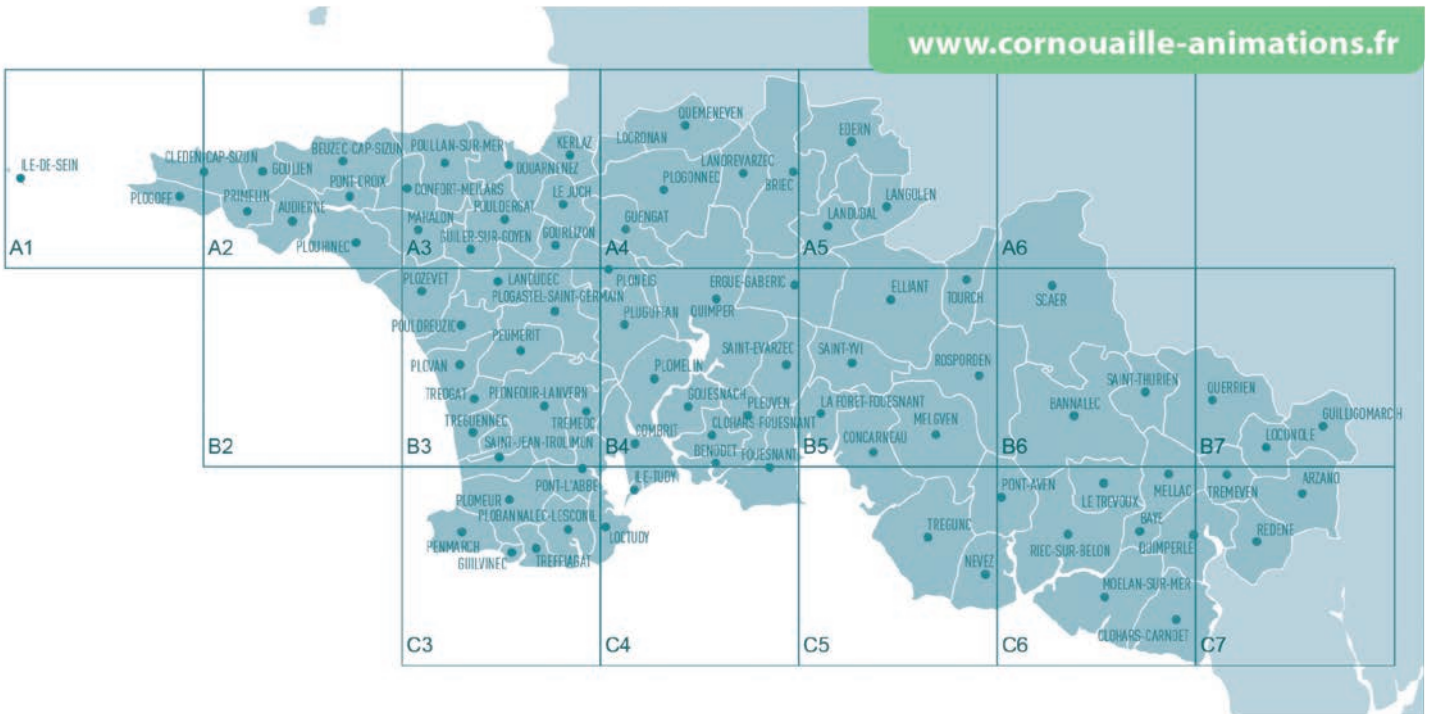 www.cornouaille-animations.fr
QUEMENEVEN
EDERN
LOCRONAN
BEUZEC-CAP-SIZUN
POULLAN-SUR-MER
KERLAZ
CLEDEN-CAP-SIZUN
GOULIEN
DOUARNENEZ
LANDREVARZEC
ILE-DE-SEIN
PLOGONNEC
BRIEC
PONT-CROIX
CONFORT-MEILARS
LE JUCH
LANGOLEN
PLOGOFF
PRIMELIN
AUDIERNE
MAHALON
POULDERGAT
GUENGAT
LANDUDAL
PLOUHINEC
GUILER-SUR-GOYEN
GOURLIZON
A1
A2
A3
A4
A5
A6
PLOZEVET
LANDUDEC
PLONEIS
ERGUE-GABERIC
ELLIANT
TOURCH
SCAER
PLOGASTEL-SAINT-GERMAIN
PLUGUFFAN
QUIMPER
POULDREUZIC
PEUMERIT
SAINT-EVARZEC
SAINT-YVI
ROSPORDEN
PLOVAN
PLOMELIN
SAINT-THURIEN
QUERRIEN
TREOGAT
PLONEOUR-LANVERN
GOUESNACH
PLEUVEN
LA FORET-FOUESNANT
MELGVEN
BANNALEC
GUILLIGOMARC'H
TREGUENNEC
TREMEOC
CLOHARS-FOUESNANT
CONCARNEAU
LOCUNOLE
SAINT-JEAN-TROLIMON
COMBRIT
BENODET
FOUESNANT
B2
B3
B4
B5
B6
B7
PLOMEUR
PONT-L'ABBE
ILE-TUDY
PONT-AVEN
LE TREVOUX
MELLAC
TREMEVEN
ARZANO
PLOBANNALEC-LESCONIL
LOCTUDY
TREGUNC
BAYE
REDENE
PENMARCH
GUILVINEC
TREFFIAGAT
RIEC-SUR-BELON
QUIMPERLE
NEVEZ
MOELAN-SUR-MER
CLOHARS-CARNOET
C3
C4
C5
C6
C7